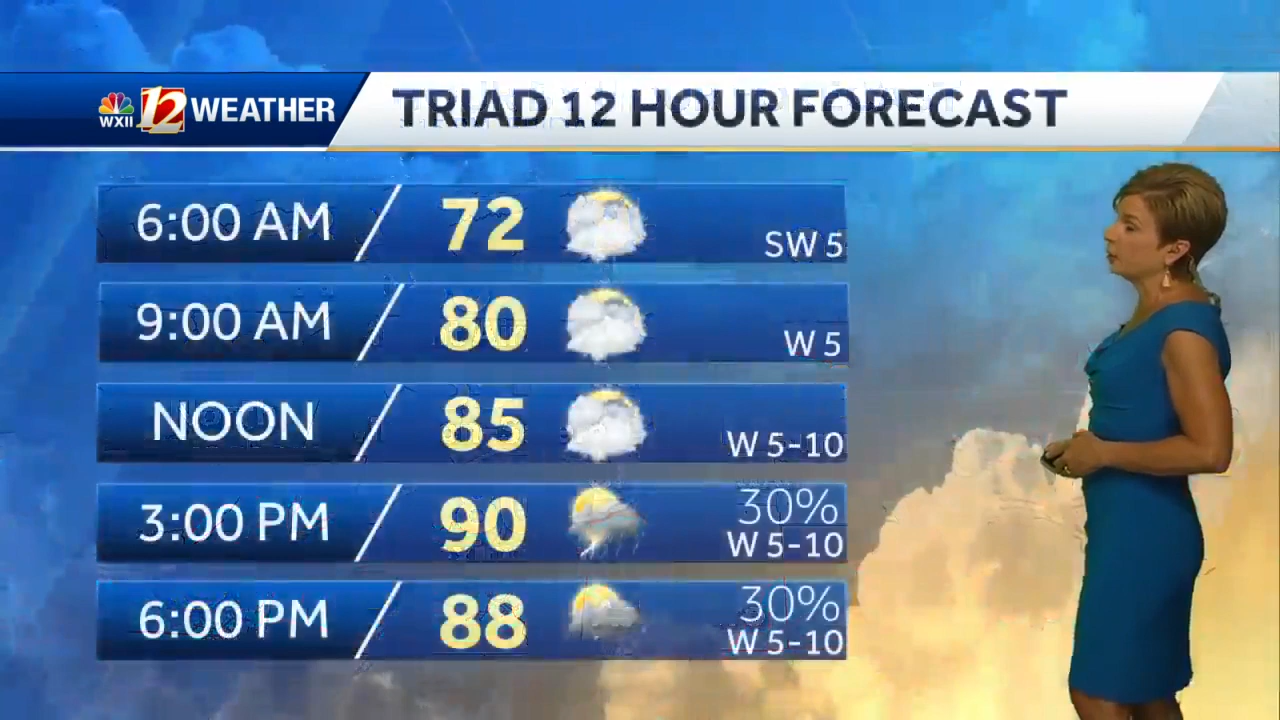 WXII 12 WEATHER
TRIAD 12 HOUR FORECAST
6:00 AM 72 SW 5
9:00 AM 80 W 5
NOON 85 W 5-10
3:00 PM 90 30% W 5-10
6:00 PM 88 30% W 5-10